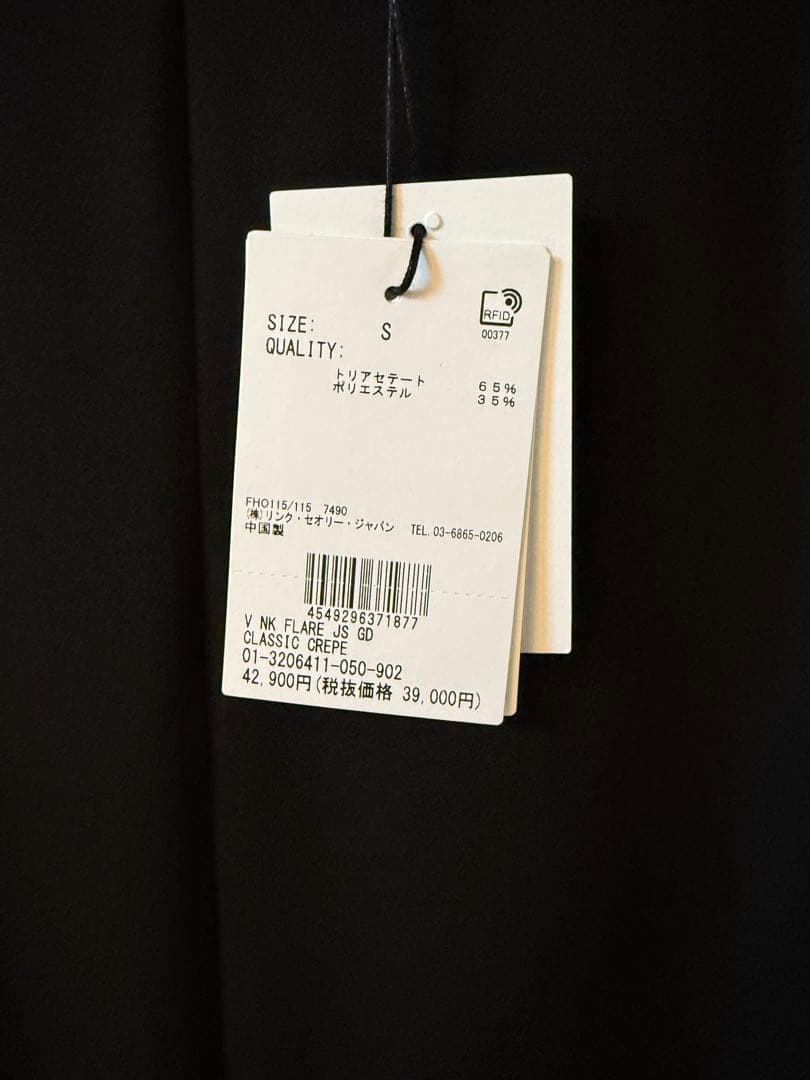 RFID
00377
SIZE: S
QUALITY:
トリアセテート 65%
ポリエステル 35%
FHO115/115 7490
(株)リンク・セオリー・ジャパン TEL.03-6865-0206
中国製
4549296371877
V NK FLARE JS GD
CLASSIC CREPE
01-3206411-050-902
42,900円(税抜価格 39,000円)